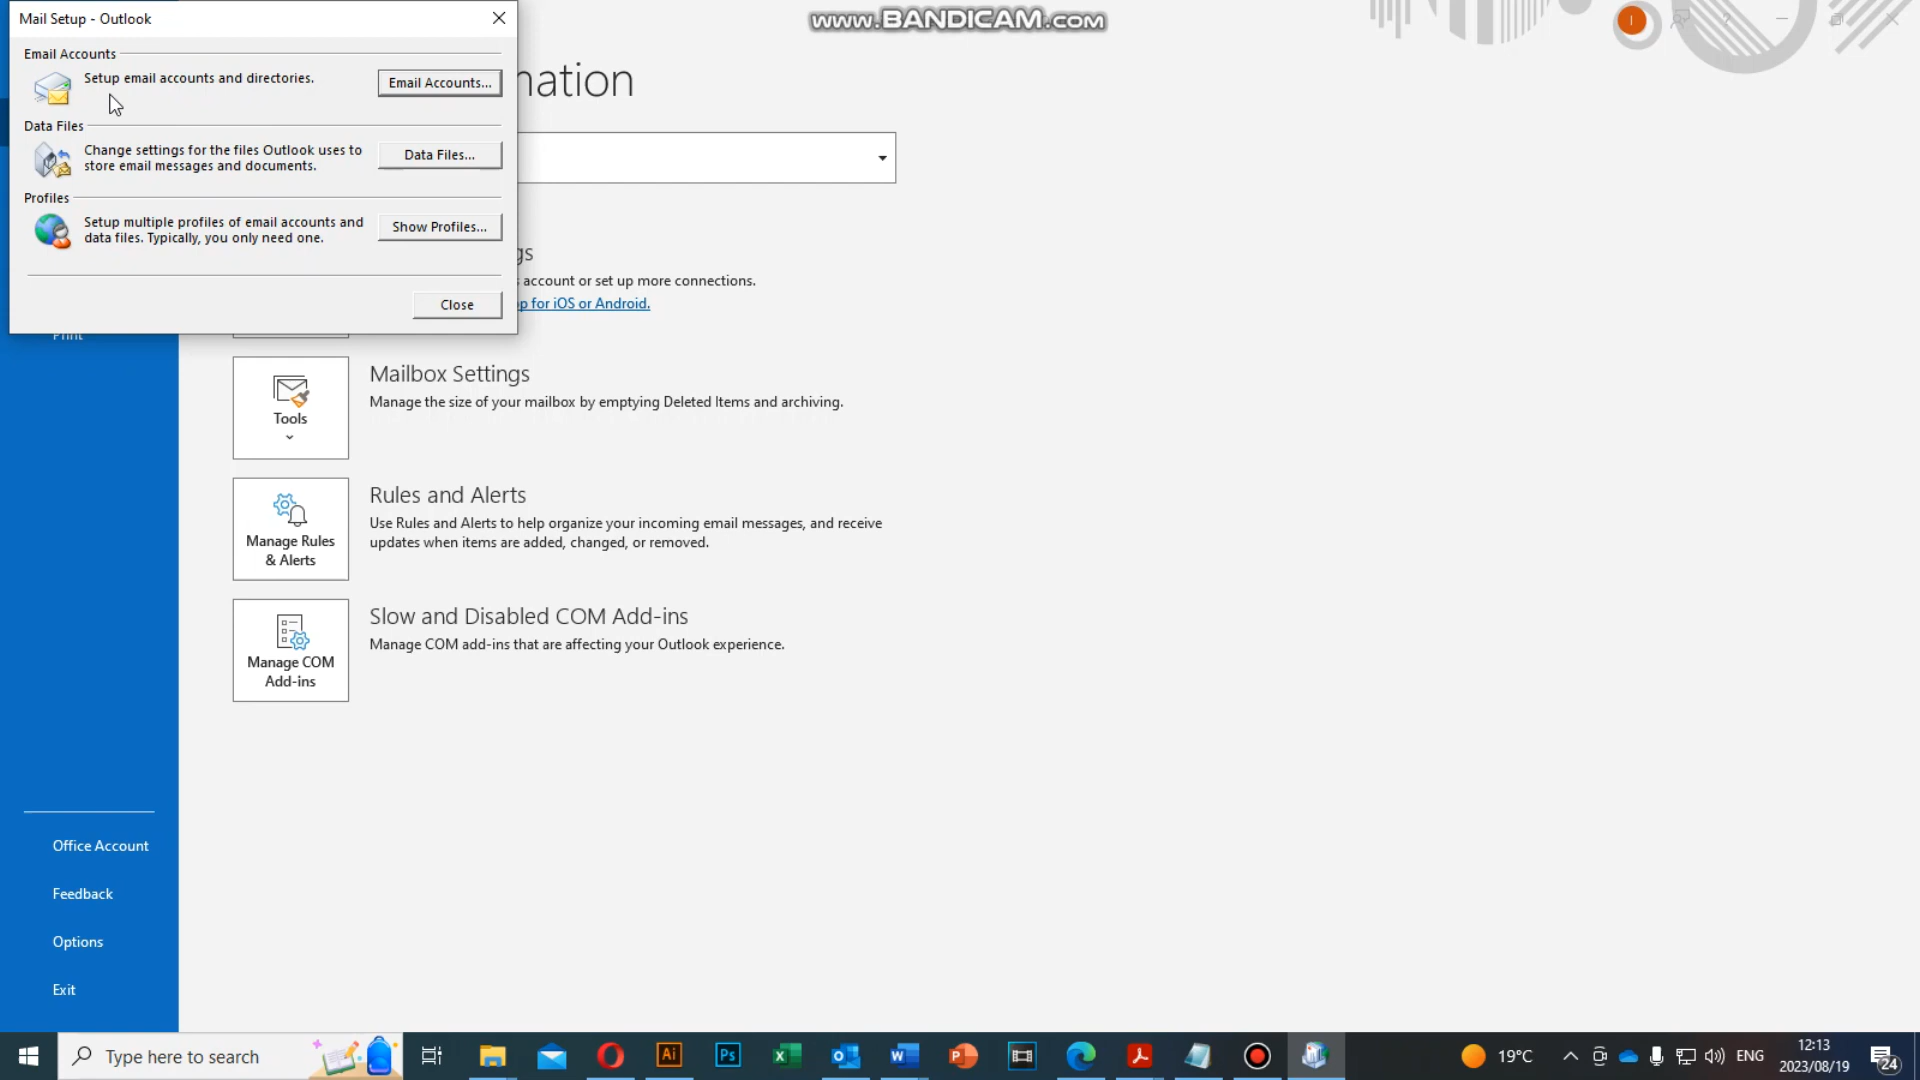 Mail Setup - Outlook
www.BANDICAM.com
Email Accounts
Setup email accounts and directories.
Email Accounts...
Data Files
Change settings for the files Outlook uses to
store email messages and documents.
Data Files...
Profiles
Setup multiple profiles of email accounts and
data files. Typically, you only need one.
Show Profiles...
Close
account or set up more connections.
for iOS or Android.
Print
Tools
Mailbox Settings
Manage the size of your mailbox by emptying Deleted Items and archiving.
Manage Rules
& Alerts
Rules and Alerts
Use Rules and Alerts to help organize your incoming email messages, and receive
updates when items are added, changed, or removed.
Manage COM
Add-ins
Slow and Disabled COM Add-ins
Manage COM add-ins that are affecting your Outlook experience.
Office Account
Feedback
Options
Exit
Type here to search
Ai
Ps
19°C
ENG
12:13
2023/08/19
24